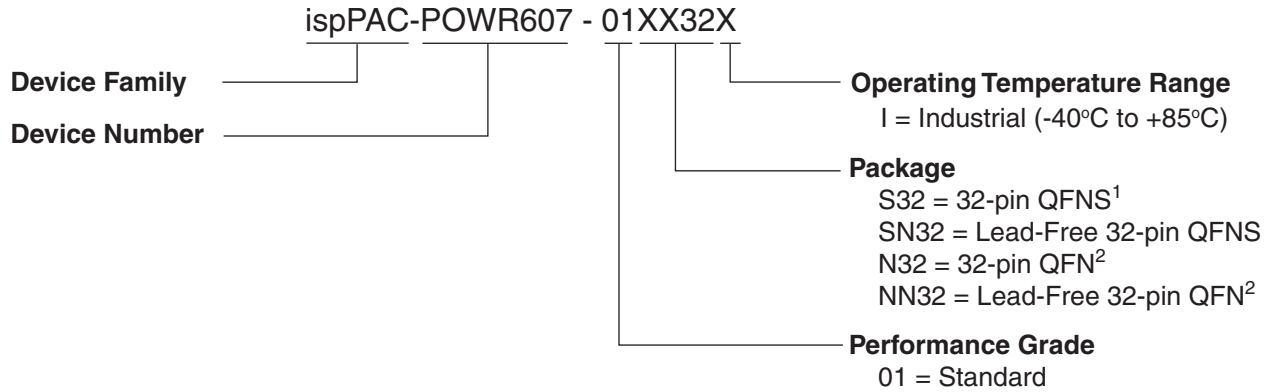 ispPAC-POWR607 - 01XX32X
Device Family
Device Number
Operating Temperature Range
I = Industrial (-40°C to +85°C)
Package
S32 = 32-pin QFNS¹
SN32 = Lead-Free 32-pin QFNS
N32 = 32-pin QFN²
NN32 = Lead-Free 32-pin QFN²
Performance Grade
01 = Standard